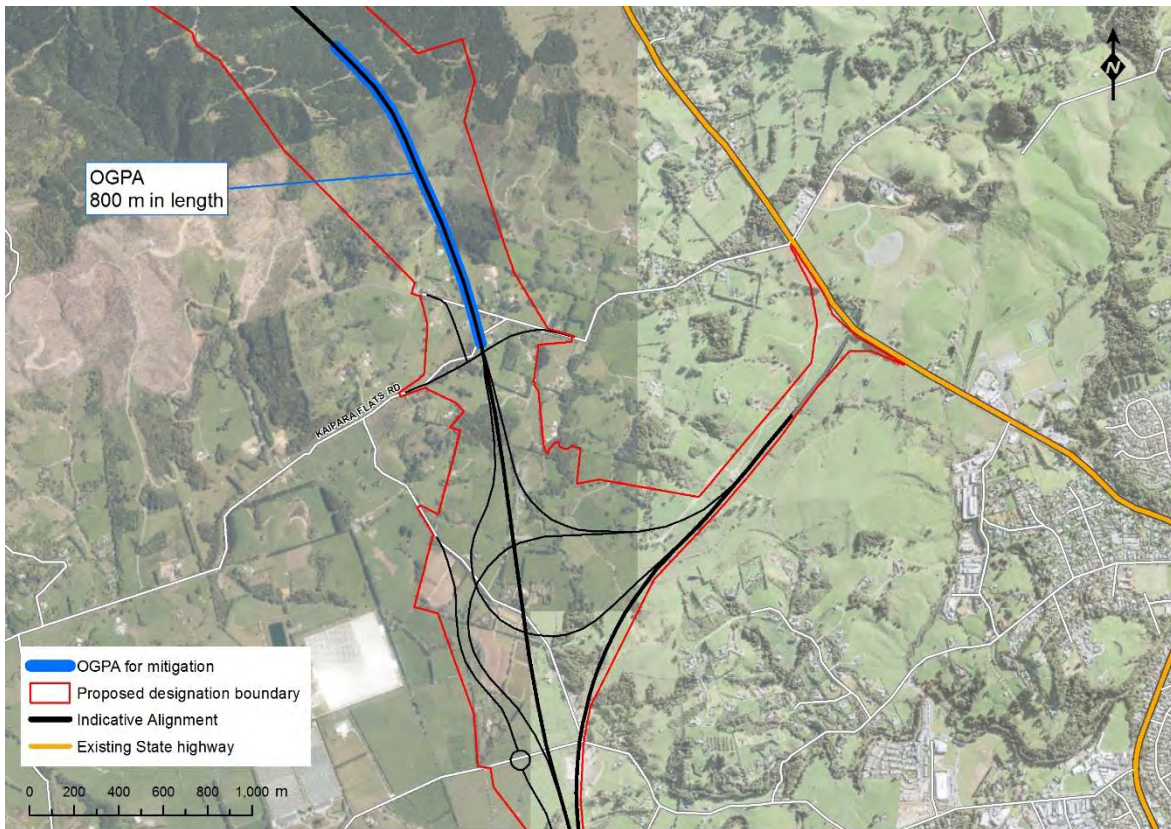 N
OGPA
800 m in length
KAIPARA FLATS RD
OGPA for mitigation
Proposed designation boundary
Indicative Alignment
Existing State highway
0 200 400 600 800 1,000 m